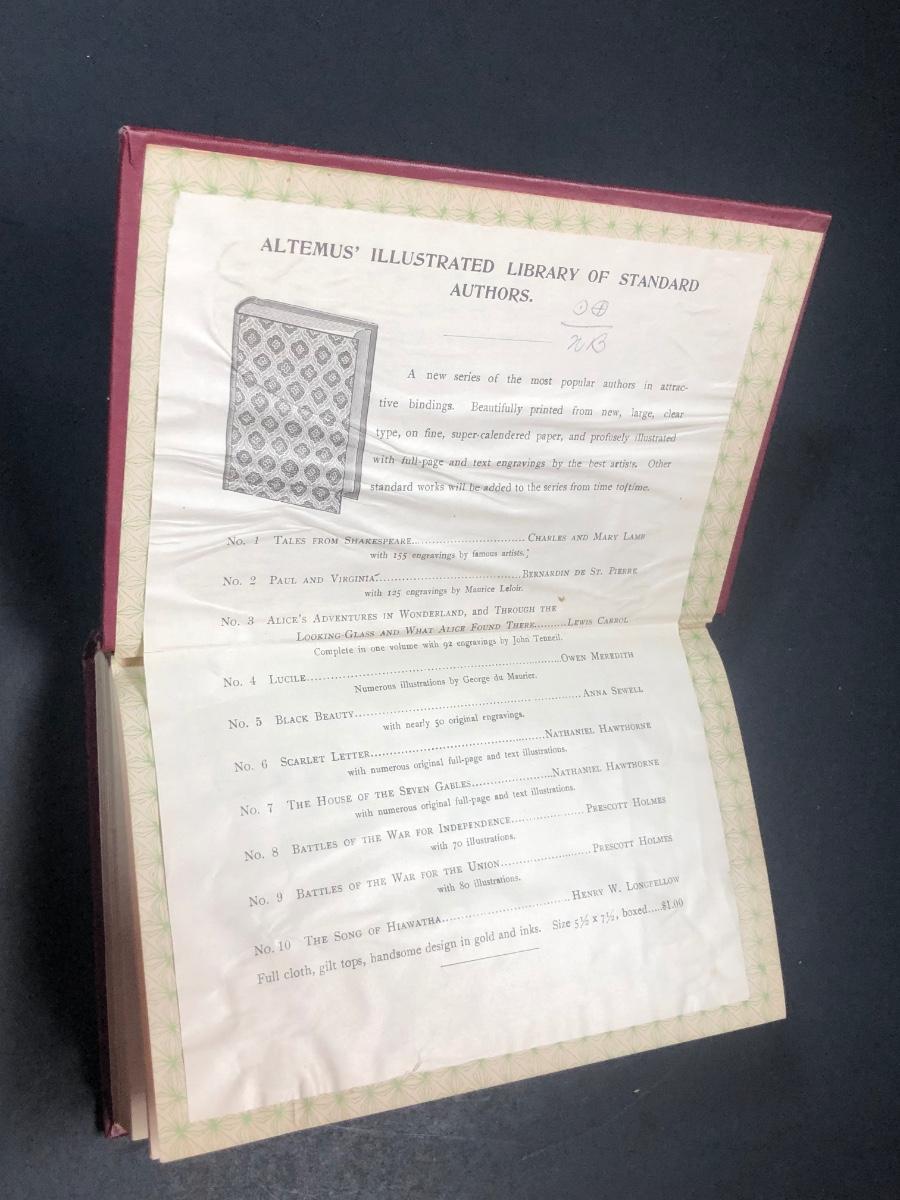 ALTEMUS' ILLUSTRATED LIBRARY OF STANDARD
AUTHORS.
A new series of the most popular authors in attrac-
tive bindings. Beautifully printed from new, large, clear
type, on fine, super-calendered paper, and profusely illustrated
with full-page and text engravings by the best artists. Other
standard works will be added to the series from time to time.
No. 1 TALES FROM SHAKESPEARE..............................CHARLES AND MARY LAMB
with 155 engravings by famous artists.
No. 2 PAUL AND VIRGINIA......................................BERNARDIN DE ST. PIERRE
with 125 engravings by Maurice Leloir.
No. 3 ALICE'S ADVENTURES IN WONDERLAND, and THROUGH THE
LOOKING-GLASS AND WHAT ALICE FOUND THERE.........LEWIS CARROL
Complete in one volume with 92 engravings by John Tenneil.
No. 4 LUCILE.................................................................OWEN MEREDITH
Numerous illustrations by George du Maurier.
No. 5 BLACK BEAUTY...........................................................ANNA SEWELL
with nearly 50 original engravings.
No. 6 SCARLET LETTER.............................................NATHANIEL HAWTHORNE
with numerous original full-page and text illustrations.
No. 7 THE HOUSE OF THE SEVEN GABLES.....................NATHANIEL HAWTHORNE
with numerous original full-page and text illustrations.
No. 8 BATTLES OF THE WAR FOR INDEPENDENCE...................PRESCOTT HOLMES
with 70 illustrations.
No. 9 BATTLES OF THE WAR FOR THE UNION.......................PRESCOTT HOLMES
with 80 illustrations.
No. 10 THE SONG OF HIAWATHA..................................HENRY W. LONGFELLOW
Full cloth, gilt tops, handsome design in gold and inks. Size 5½ x 7½, boxed.....$1.00